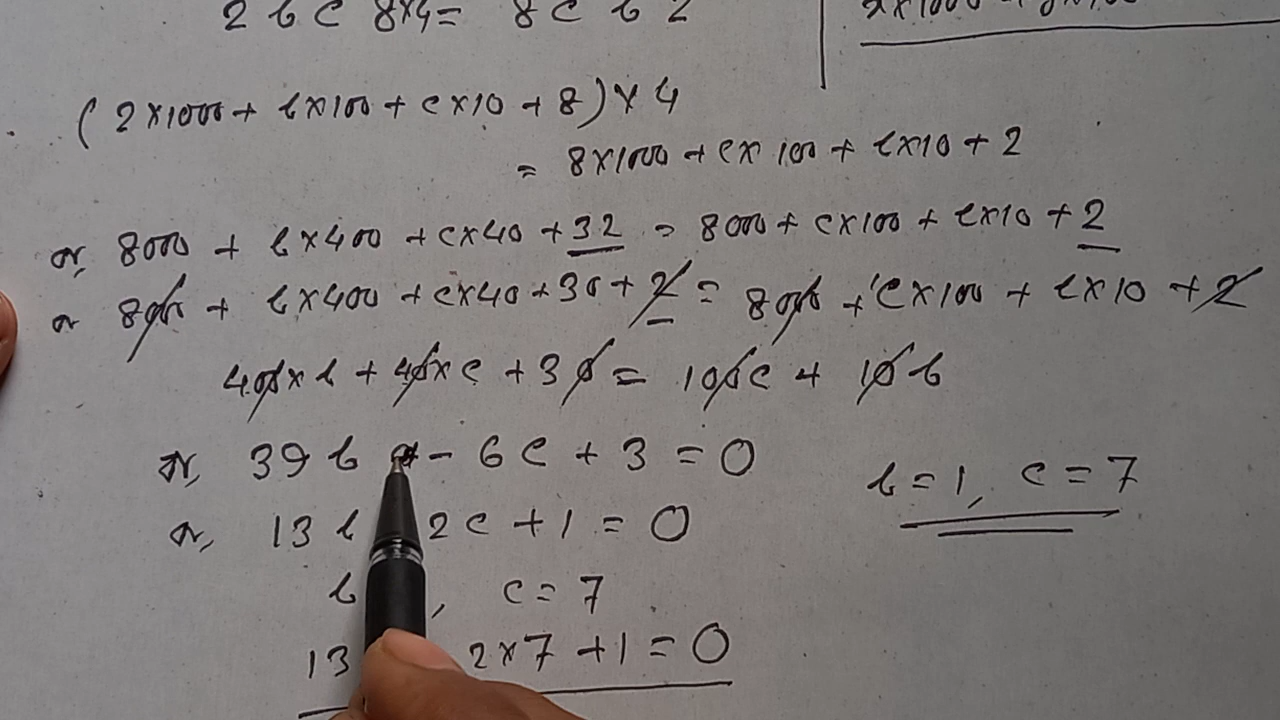 2 b c 8 × 4 = 8 c b 2
(2×1000 + b×100 + c×10 + 8) × 4
= 8×1000 + c×100 + b×10 + 2
or, 8000 + b×400 + c×40 + 32 = 8000 + c×100 + b×10 + 2
or 8000 + b×400 + c×40 + 30 + 2 = 8000 + c×100 + b×10 + 2
400×b + 40×c + 30 = 100c + 10b
or, 39b - 6c + 3 = 0
or, 13b 2c + 1 = 0
b , c = 7
13 2×7 + 1 = 0
b = 1, c = 7